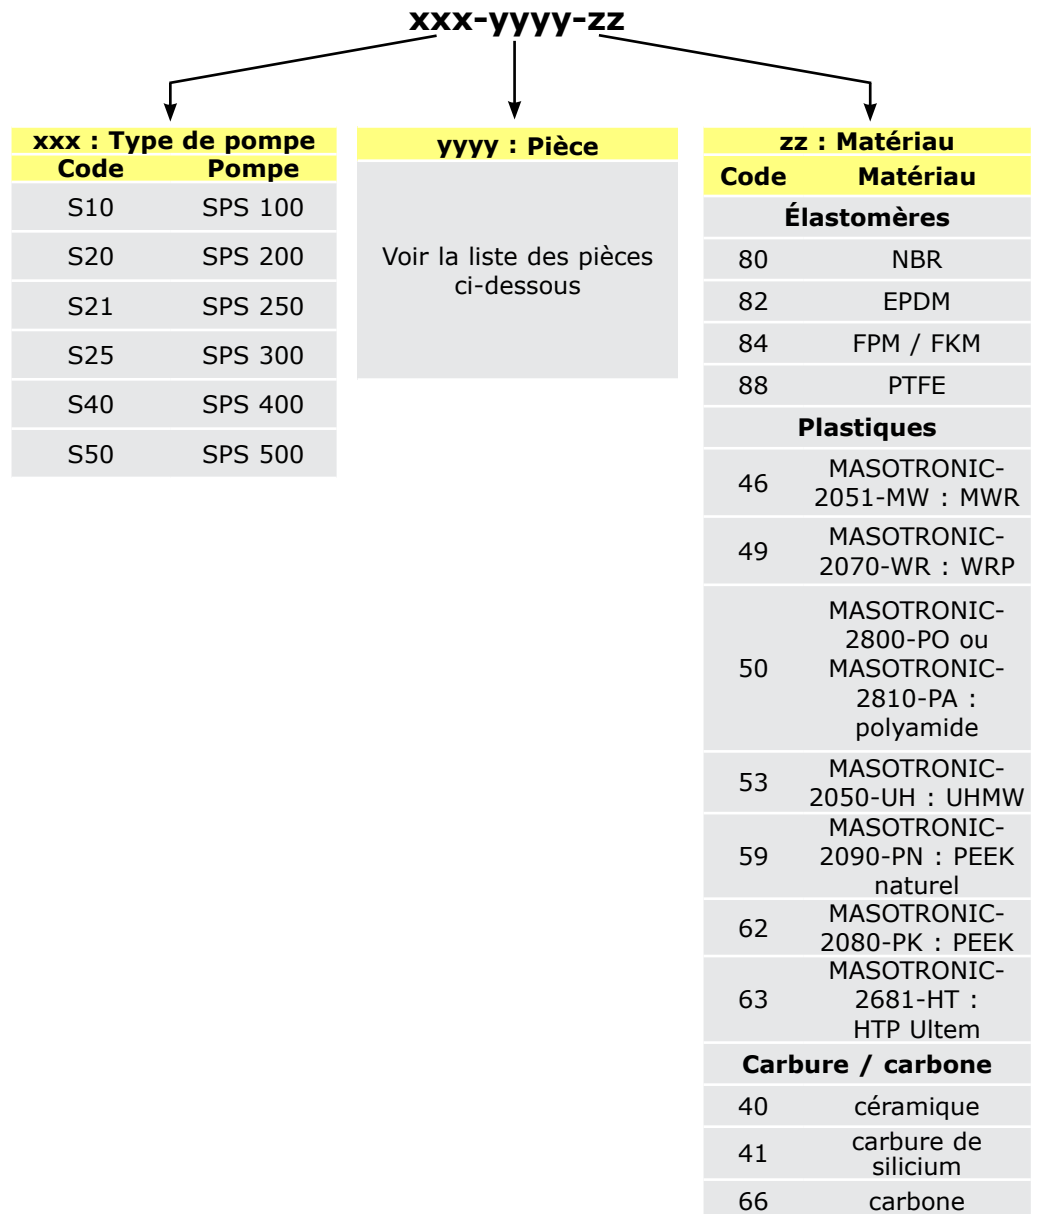 xxx-yyyy-zz
xxx : Type de pompe
Code Pompe
S10 SPS 100
S20 SPS 200
S21 SPS 250
S25 SPS 300
S40 SPS 400
S50 SPS 500
yyyy : Pièce
Voir la liste des pièces
ci-dessous
zz : Matériau
Code Matériau
Élastomères
80 NBR
82 EPDM
84 FPM / FKM
88 PTFE
Plastiques
46 MASOTRONIC-
2051-MW : MWR
49 MASOTRONIC-
2070-WR : WRP
50 MASOTRONIC-
2800-PO ou
MASOTRONIC-
2810-PA :
polyamide
53 MASOTRONIC-
2050-UH : UHMW
59 MASOTRONIC-
2090-PN : PEEK
naturel
62 MASOTRONIC-
2080-PK : PEEK
63 MASOTRONIC-
2681-HT :
HTP Ultem
Carbure / carbone
40 céramique
41 carbure de
silicium
66 carbone